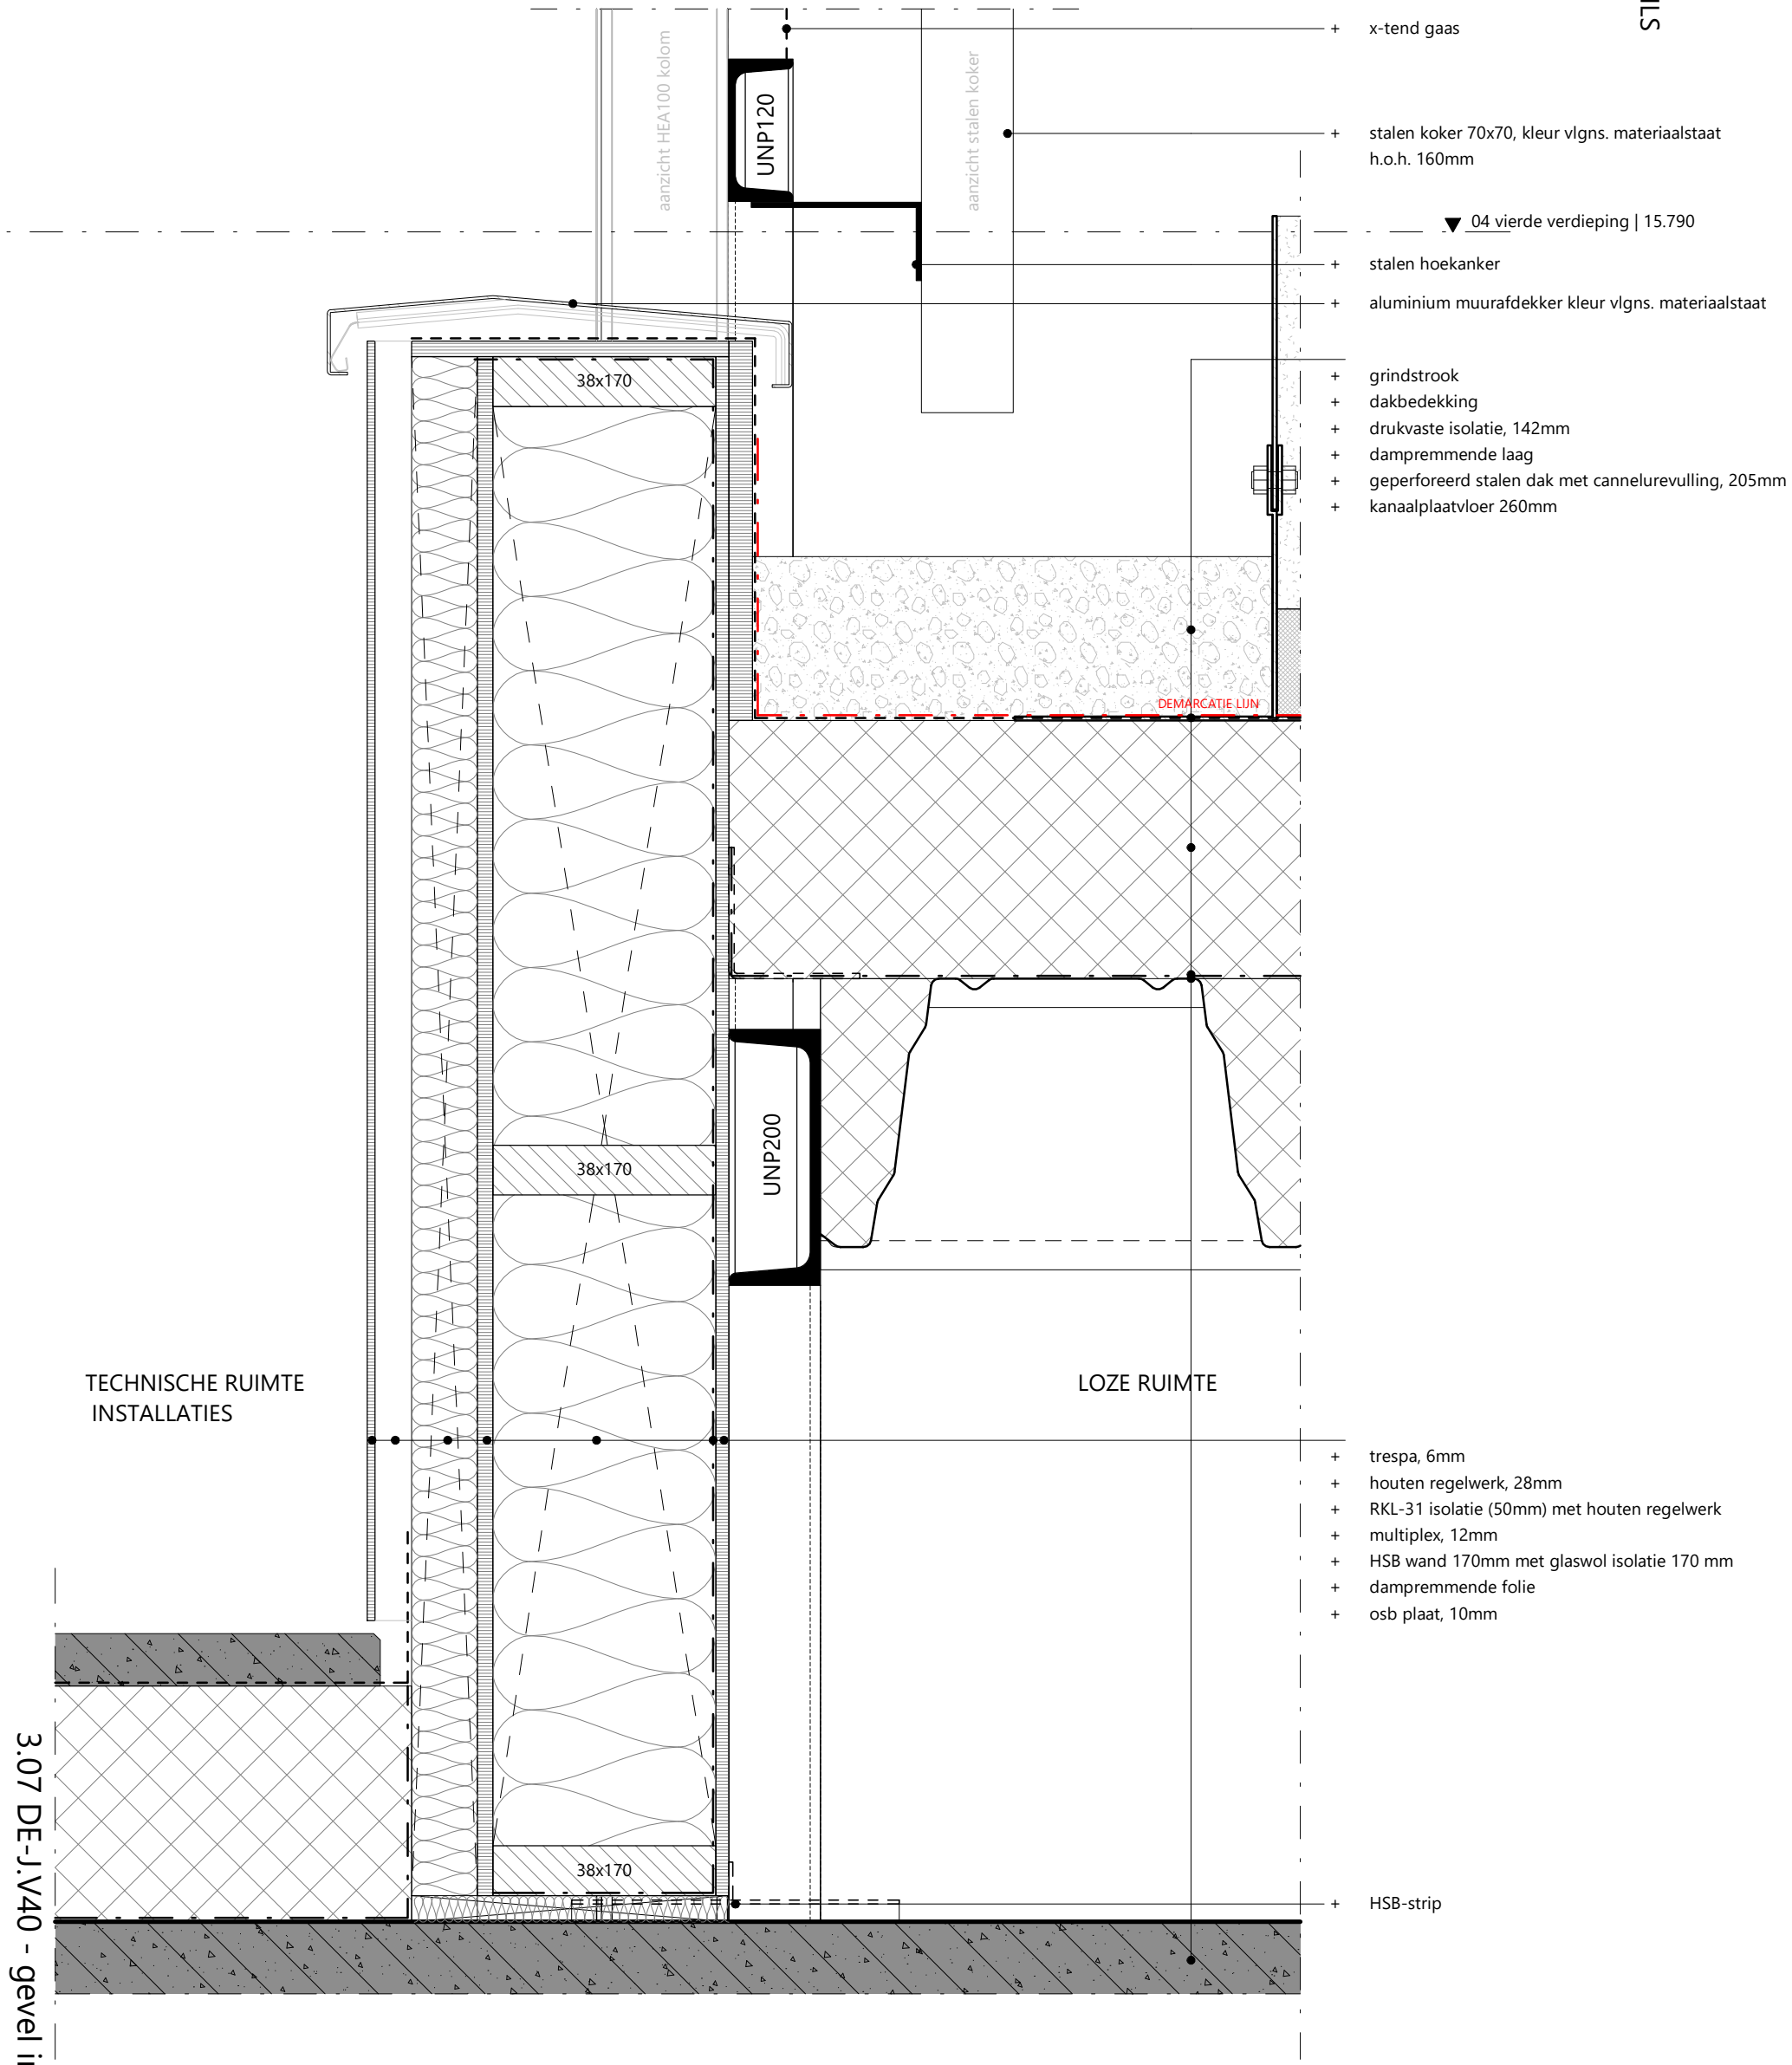 ILS
+ x-tend gaas
aanzicht HEA100 kolom
UNP120
aanzicht stalen koker
+ stalen koker 70x70, kleur vlgns. materiaalstaat
h.o.h. 160mm
04 vierde verdieping | 15.790
+ stalen hoekanker
+ aluminium muurafdekker kleur vlgns. materiaalstaat
38x170
+ grindstrook
+ dakbedekking
+ drukvaste isolatie, 142mm
+ dampremmende laag
+ geperforeerd stalen dak met cannelurevulling, 205mm
+ kanaalplaatvloer 260mm
DEMARCATIE LIJN
38x170
UNP200
TECHNISCHE RUIMTE
INSTALLATIES
LOZE RUIMTE
+ trespa, 6mm
+ houten regelwerk, 28mm
+ RKL-31 isolatie (50mm) met houten regelwerk
+ multiplex, 12mm
+ HSB wand 170mm met glaswol isolatie 170 mm
+ dampremmende folie
+ osb plaat, 10mm
38x170
+ HSB-strip
3.07 DE-J.V40 - gevel